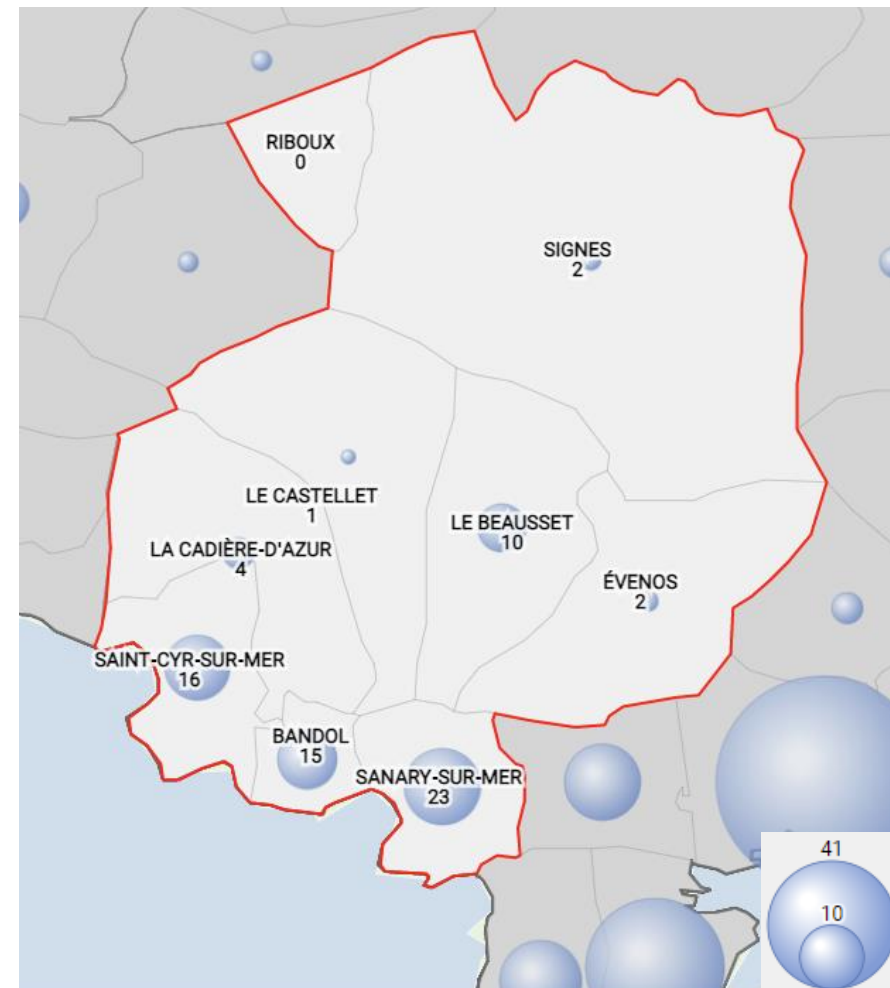 RIBOUX
0
SIGNES
2
LE CASTELLET
1
LE BEAUSSET
10
LA CADIÈRE-D'AZUR
4
ÉVENOS
2
SAINT-CYR-SUR-MER
16
BANDOL
15
SANARY-SUR-MER
23
41
10